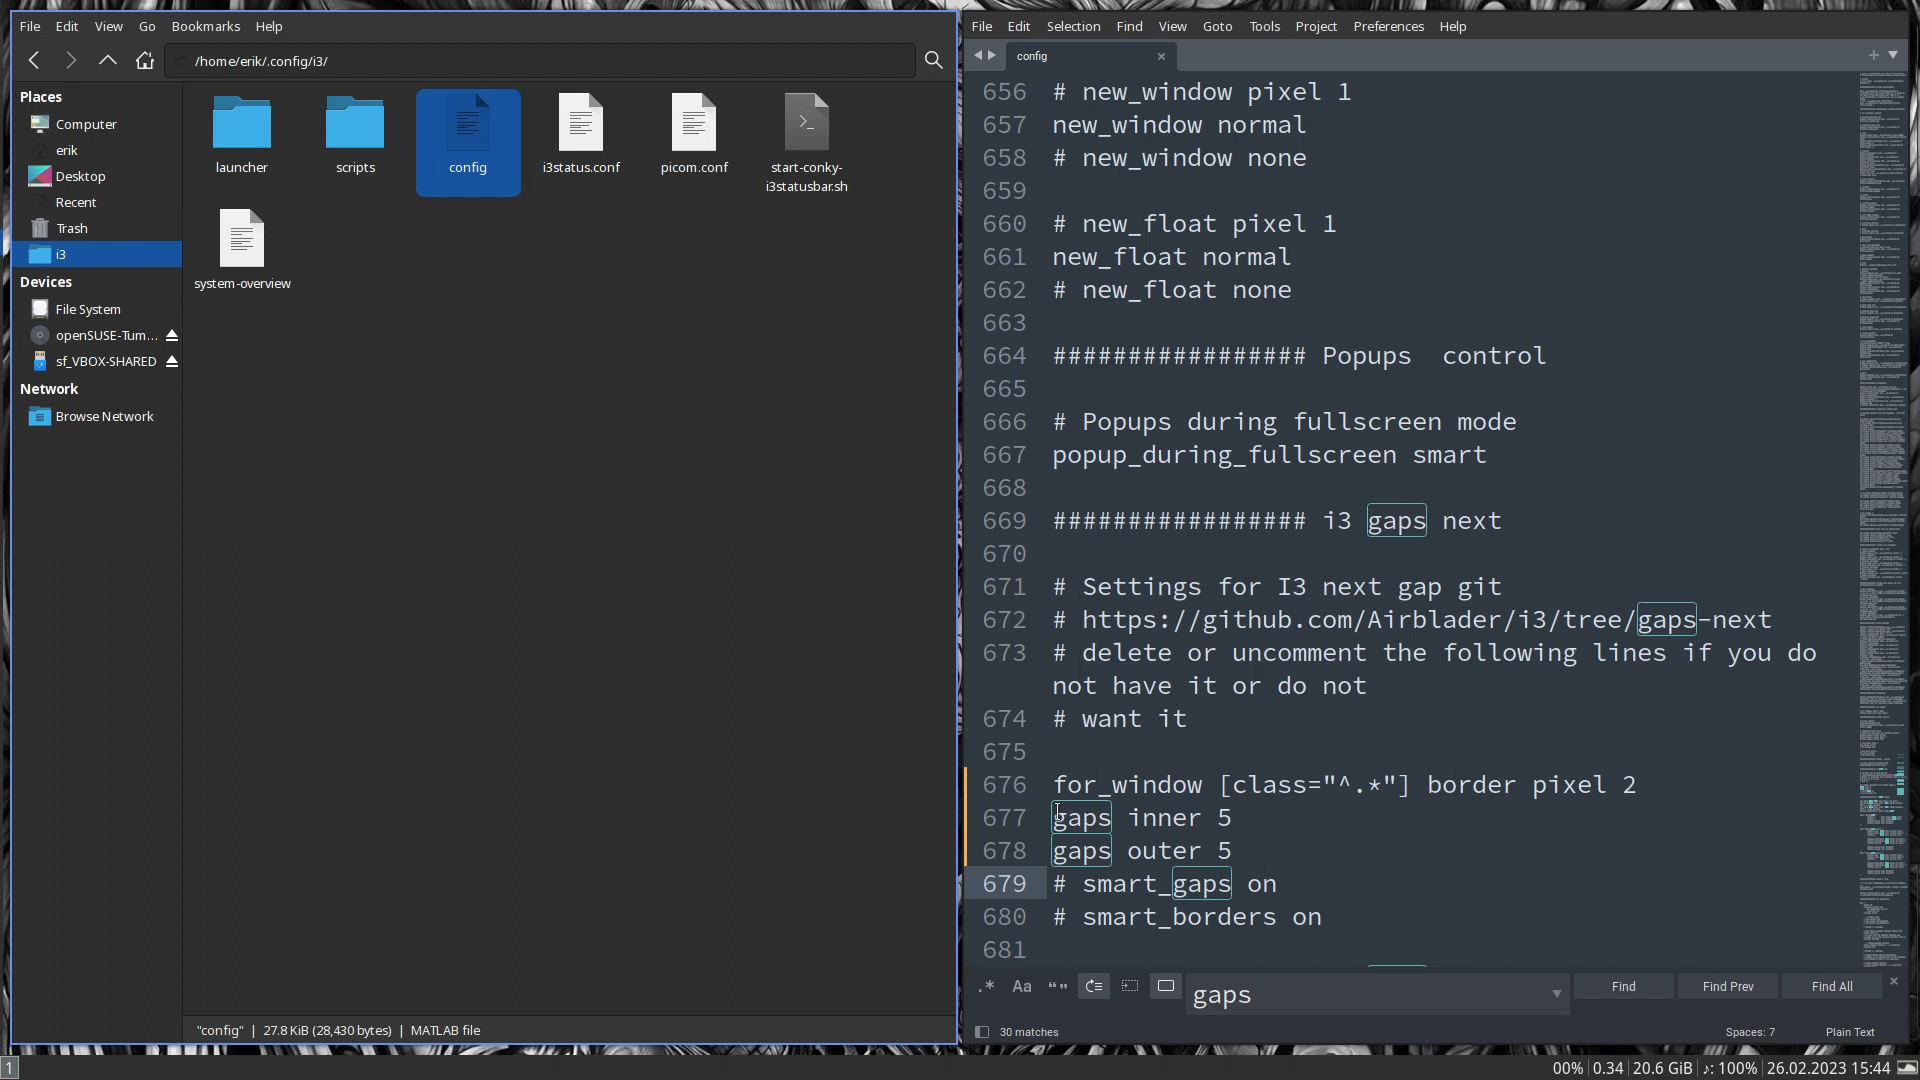 File Edit View Go Bookmarks Help
/home/erik/.config/i3/
Places
Computer
erik
Desktop
Recent
Trash
i3
Devices
File System
openSUSE-Tum...
sf_VBOX-SHARED
Network
Browse Network
launcher
scripts
config
i3status.conf
picom.conf
start-conky-
i3statusbar.sh
system-overview
"config" | 27.8 KiB (28,430 bytes) | MATLAB file
File Edit Selection Find View Goto Tools Project Preferences Help
config
656 # new_window pixel 1
657 new_window normal
658 # new_window none
659
660 # new_float pixel 1
661 new_float normal
662 # new_float none
663
664 ################# Popups  control
665
666 # Popups during fullscreen mode
667 popup_during_fullscreen smart
668
669 ################# i3 gaps next
670
671 # Settings for I3 next gap git
672 # https://github.com/Airblader/i3/tree/gaps-next
673 # delete or uncomment the following lines if you do
not have it or do not
674 # want it
675
676 for_window [class="^.*"] border pixel 2
677 gaps inner 5
678 gaps outer 5
679 # smart_gaps on
680 # smart_borders on
681
.* Aa “” gaps Find Find Prev Find All
30 matches Spaces: 7 Plain Text
1 00% 0.34 20.6 GiB ♪: 100% 26.02.2023 15:44